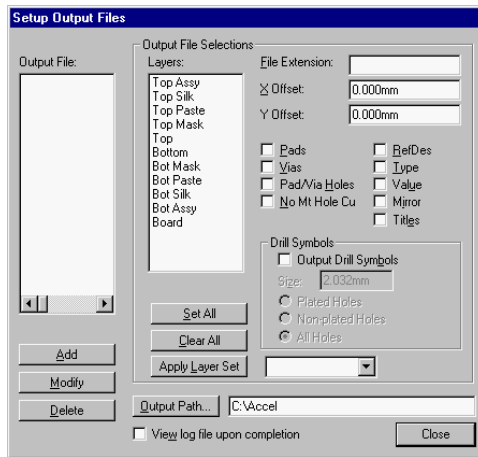 Setup Output Files
Output File:
Output File Selections
Layers:
Top Assy
Top Silk
Top Paste
Top Mask
Top
Bottom
Bot Mask
Bot Paste
Bot Silk
Bot Assy
Board
File Extension:
X Offset: 0.000mm
Y Offset: 0.000mm
Pads
Vias
Pad/Via Holes
No Mt Hole Cu
RefDes
Type
Value
Mirror
Titles
Drill Symbols
Output Drill Symbols
Size: 2.032mm
Plated Holes
Non-plated Holes
All Holes
Set All
Clear All
Apply Layer Set
Add
Modify
Delete
Output Path... C:\Accel
View log file upon completion
Close